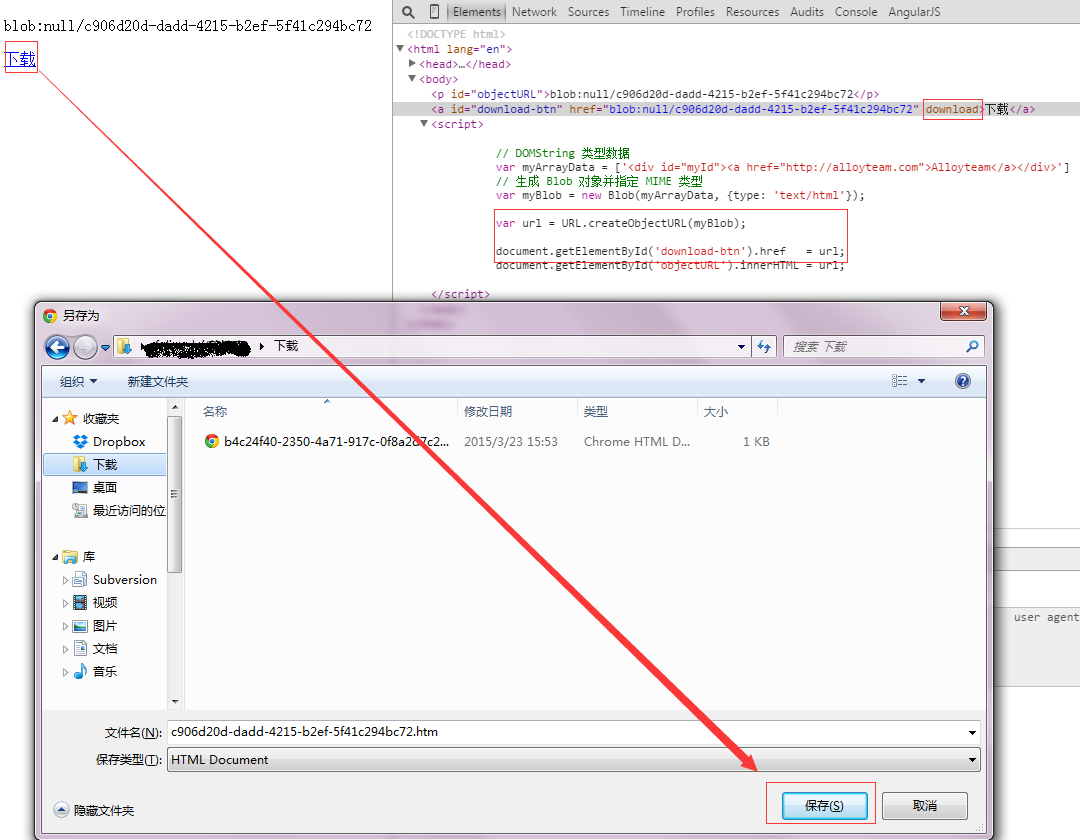 blob:null/c906d20d-dadd-4215-b2ef-5f41c294bc72
下载
Elements Network Sources Timeline Profiles Resources Audits Console AngularJS
<!DOCTYPE html>
<html lang="en">
<head>…</head>
<body>
<p id="objectURL">blob:null/c906d20d-dadd-4215-b2ef-5f41c294bc72</p>
<a id="download-btn" href="blob:null/c906d20d-dadd-4215-b2ef-5f41c294bc72" download>下载</a>
<script>
// DOMString 类型数据
var myArrayData = ['<div id="myId"><a href="http://alloyteam.com">Alloyteam</a></div>']
// 生成 Blob 对象并指定 MIME 类型
var myBlob = new Blob(myArrayData, {type: 'text/html'});
var url = URL.createObjectURL(myBlob);
document.getElementById('download-btn').href = url;
document.getElementById('objectURL').innerHTML = url;
</script>
另存为
下载
搜索 下载
组织 新建文件夹
名称 修改日期 类型 大小
收藏夹
Dropbox
下载
桌面
最近访问的位
库
Subversion
视频
图片
文档
音乐
b4c24f40-2350-4a71-917c-0f8a2d7c2... 2015/3/23 15:53 Chrome HTML D... 1 KB
user agent
文件名(N): c906d20d-dadd-4215-b2ef-5f41c294bc72.htm
保存类型(T): HTML Document
隐藏文件夹
保存(S) 取消